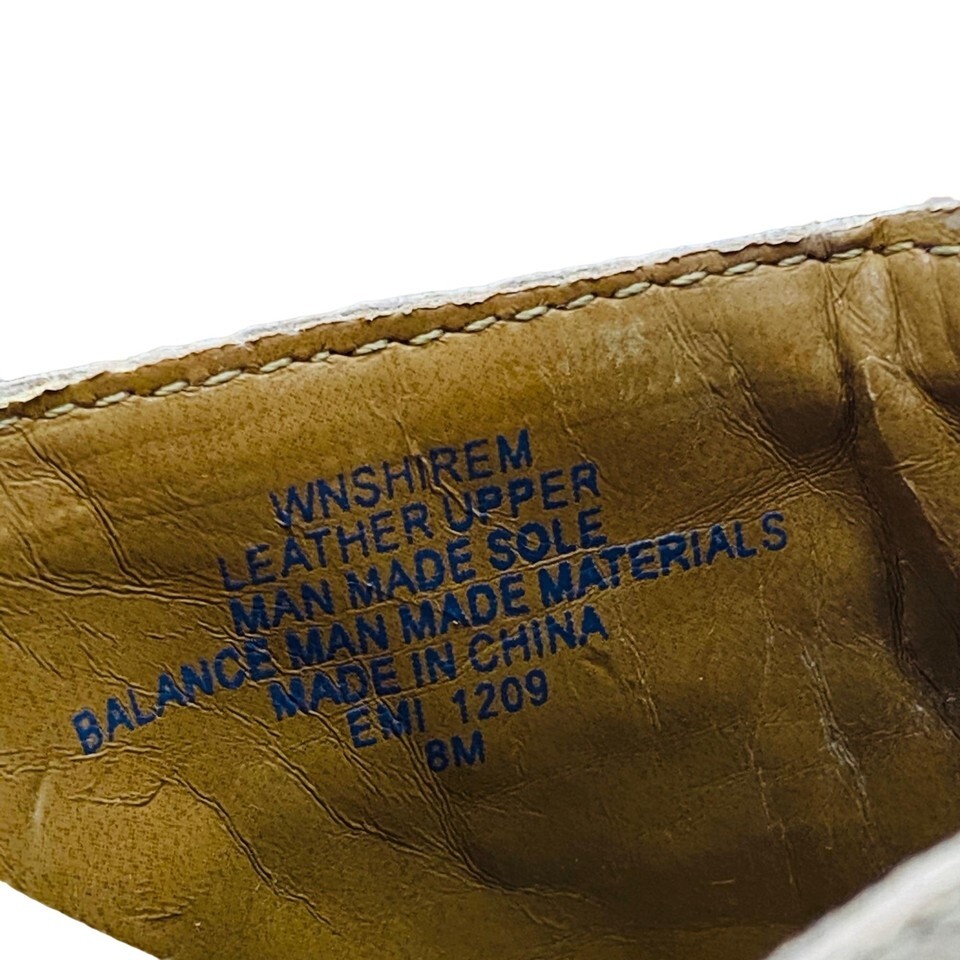 WNSHIREM
LEATHER UPPER
MAN MADE SOLE
BALANCE MAN MADE MATERIALS
MADE IN CHINA
EMI 1209
8M